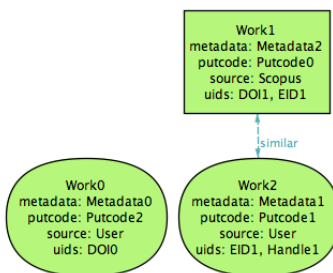 Work1
metadata: Metadata2
putcode: Putcode0
source: Scopus
uids: DOI1, EID1
similar
Work0
metadata: Metadata0
putcode: Putcode2
source: User
uids: DOI0
Work2
metadata: Metadata1
putcode: Putcode1
source: User
uids: EID1, Handle1